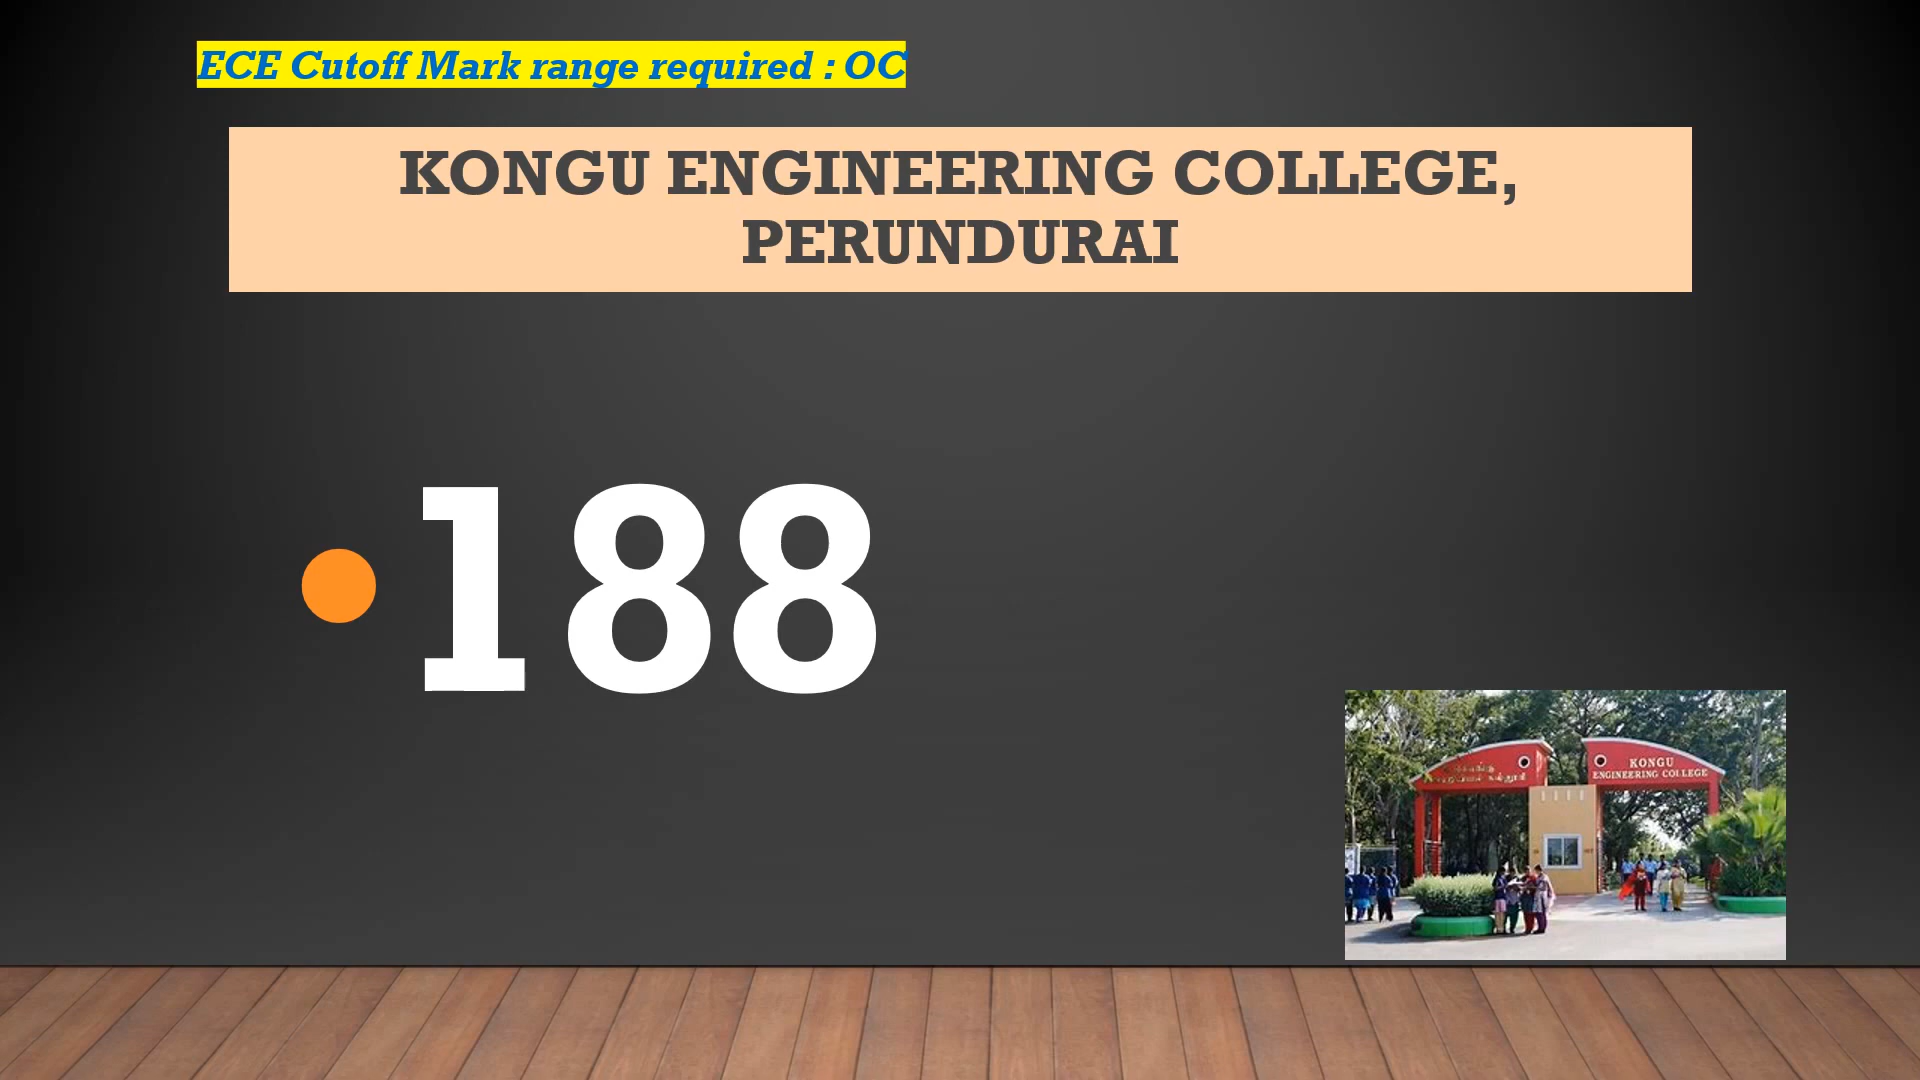 ECE Cutoff Mark range required : OC
KONGU ENGINEERING COLLEGE,
PERUNDURAI
188
KONGU
ENGINEERING COLLEGE